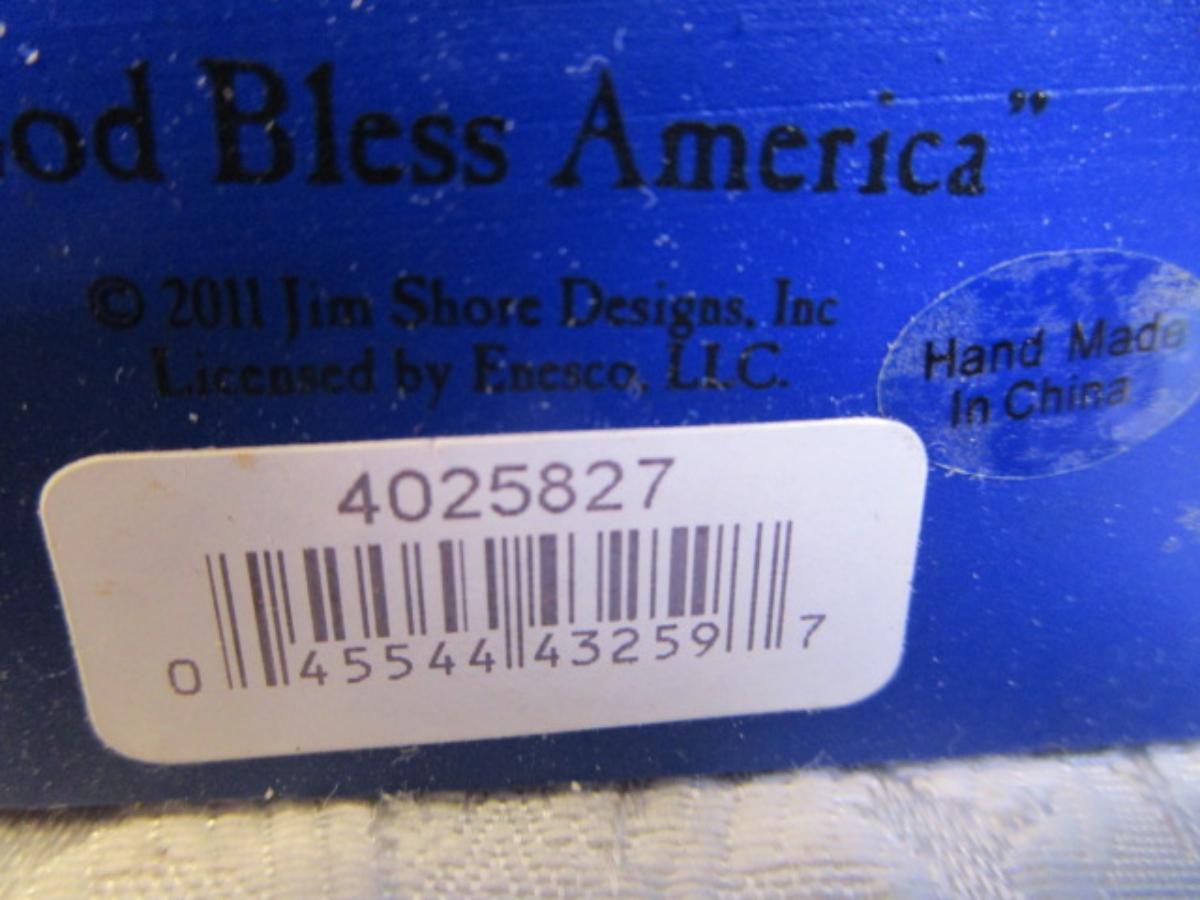 God Bless America”
© 2011 Jim Shore Designs, Inc
Licensed by Enesco, LLC.
Hand Made
In China
4025827
0 45544 43259 7